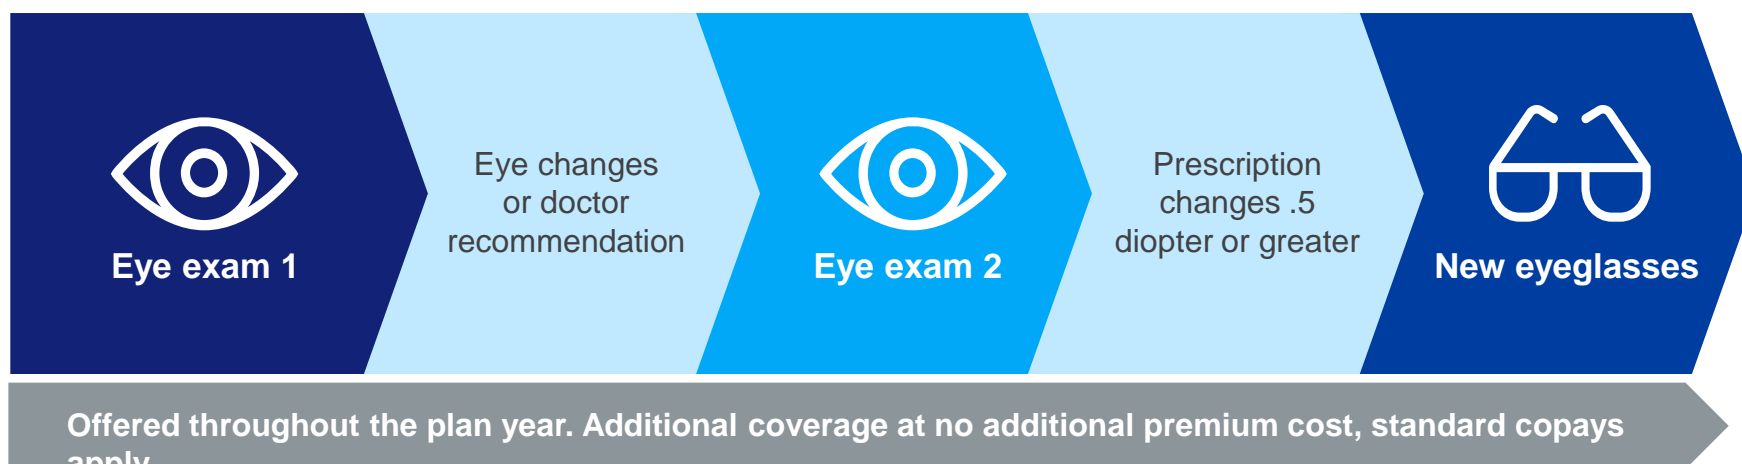 Eye exam 1
Eye changes
or doctor
recommendation
Eye exam 2
Prescription
changes .5
diopter or greater
New eyeglasses
Offered throughout the plan year. Additional coverage at no additional premium cost, standard copays
apply